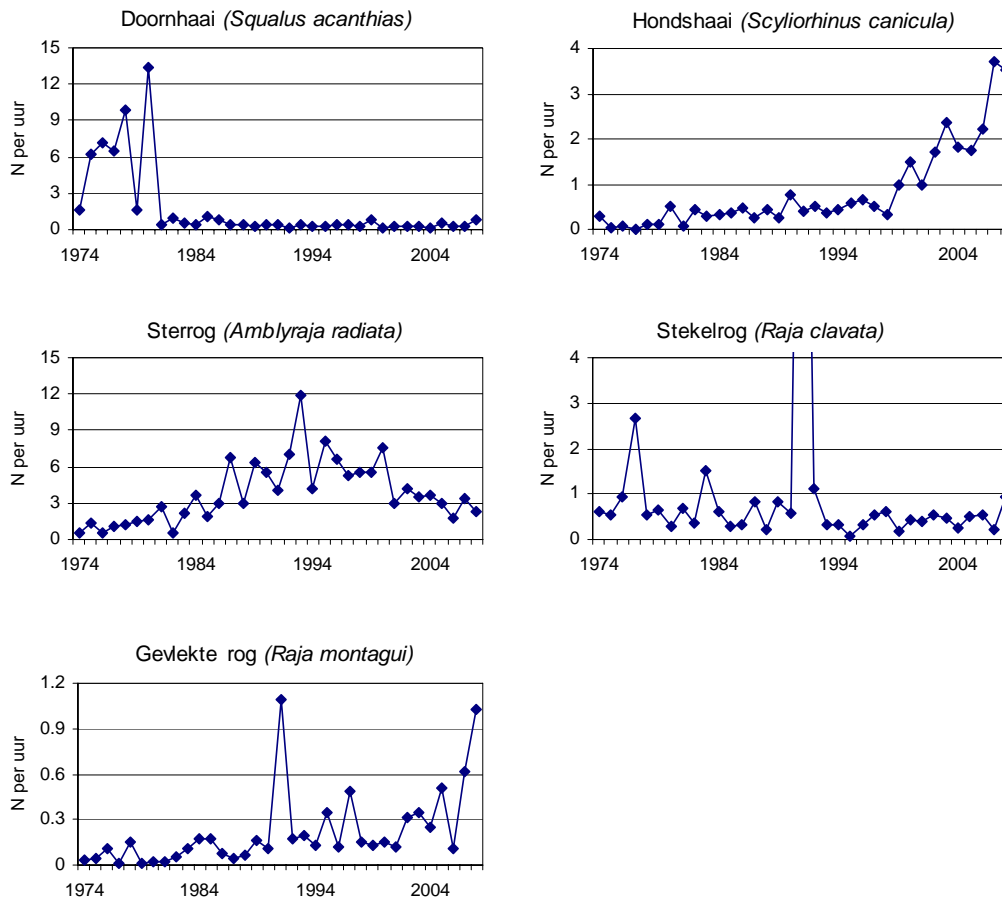 Doornhaai (Squalus acanthias)
15
12
9
6
3
0
N per uur
1974 1984 1994 2004
Hondshaai (Scyliorhinus canicula)
4
3
2
1
0
N per uur
1974 1984 1994 2004
Sterrog (Amblyraja radiata)
15
12
9
6
3
0
N per uur
1974 1984 1994 2004
Stekelrog (Raja clavata)
4
3
2
1
0
N per uur
1974 1984 1994 2004
Gevlekte rog (Raja montagui)
1.2
0.9
0.6
0.3
0
N per uur
1974 1984 1994 2004